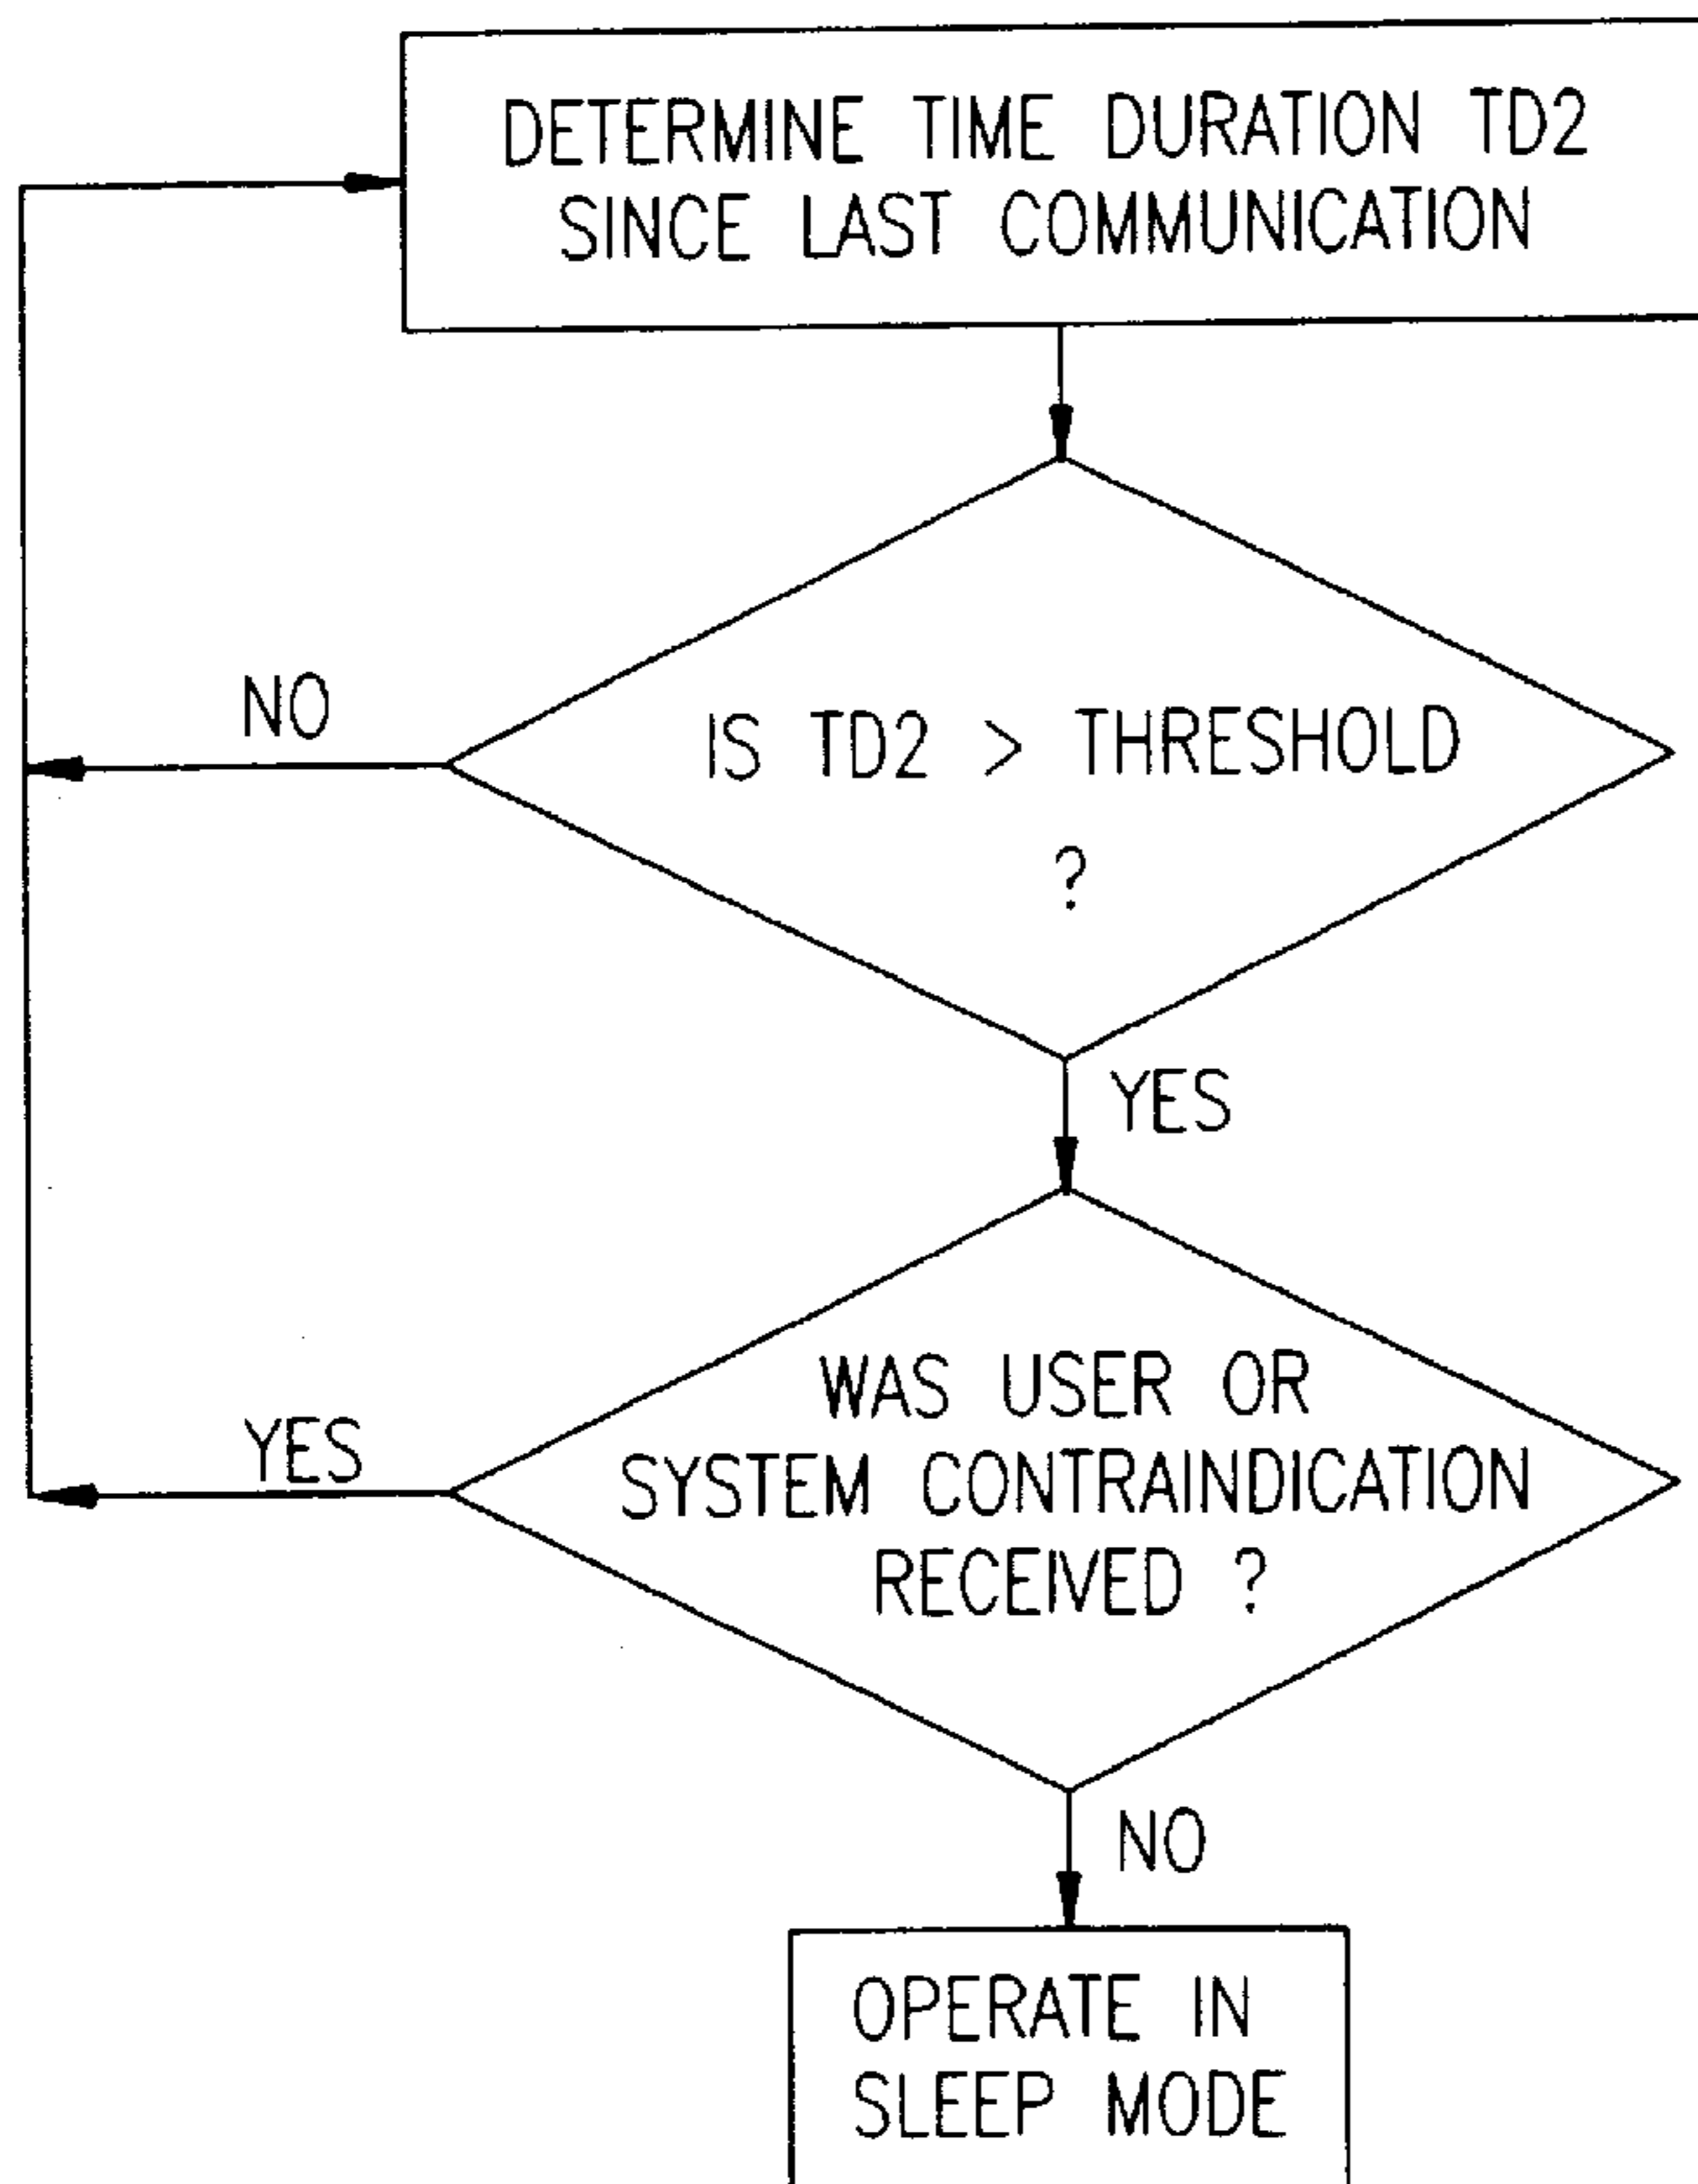 DETERMINE TIME DURATION TD2
SINCE LAST COMMUNICATION
NO
IS TD2 > THRESHOLD
?
YES
WAS USER OR
SYSTEM CONTRAINDICATION
RECEIVED ?
YES
NO
OPERATE IN
SLEEP MODE